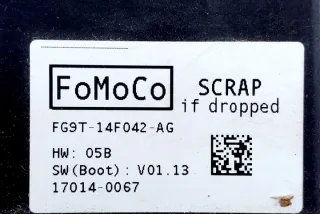 FoMoCo
SCRAP
if dropped
FG9T-14F042-AG
HW: 05B
SW(Boot): V01.13
17014-0067